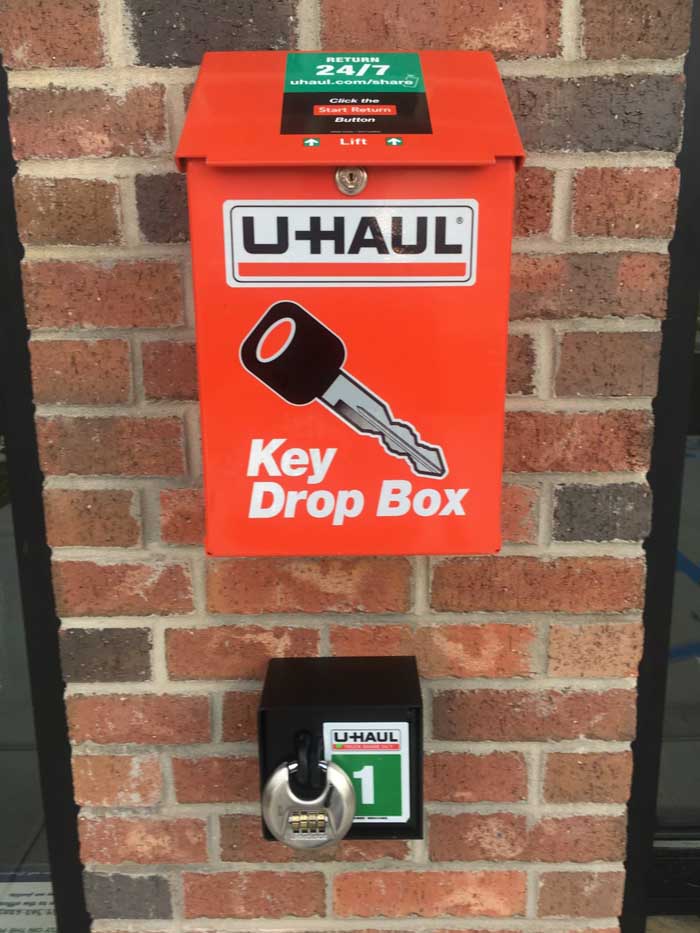 RETURN
24/7
uhaul.com/share
Click the
Start Return
Button
Lift
U-HAUL®
Key
Drop Box
U-HAUL
1